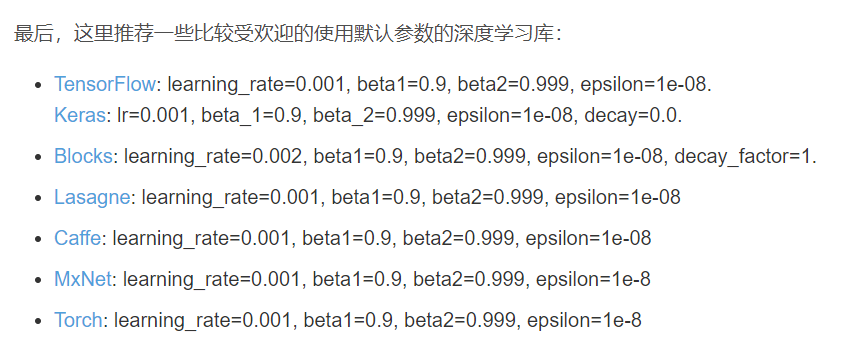 最后，这里推荐一些比较受欢迎的使用默认参数的深度学习库：
• TensorFlow: learning_rate=0.001, beta1=0.9, beta2=0.999, epsilon=1e-08.
Keras: lr=0.001, beta_1=0.9, beta_2=0.999, epsilon=1e-08, decay=0.0.
• Blocks: learning_rate=0.002, beta1=0.9, beta2=0.999, epsilon=1e-08, decay_factor=1.
• Lasagne: learning_rate=0.001, beta1=0.9, beta2=0.999, epsilon=1e-08
• Caffe: learning_rate=0.001, beta1=0.9, beta2=0.999, epsilon=1e-08
• MxNet: learning_rate=0.001, beta1=0.9, beta2=0.999, epsilon=1e-8
• Torch: learning_rate=0.001, beta1=0.9, beta2=0.999, epsilon=1e-8